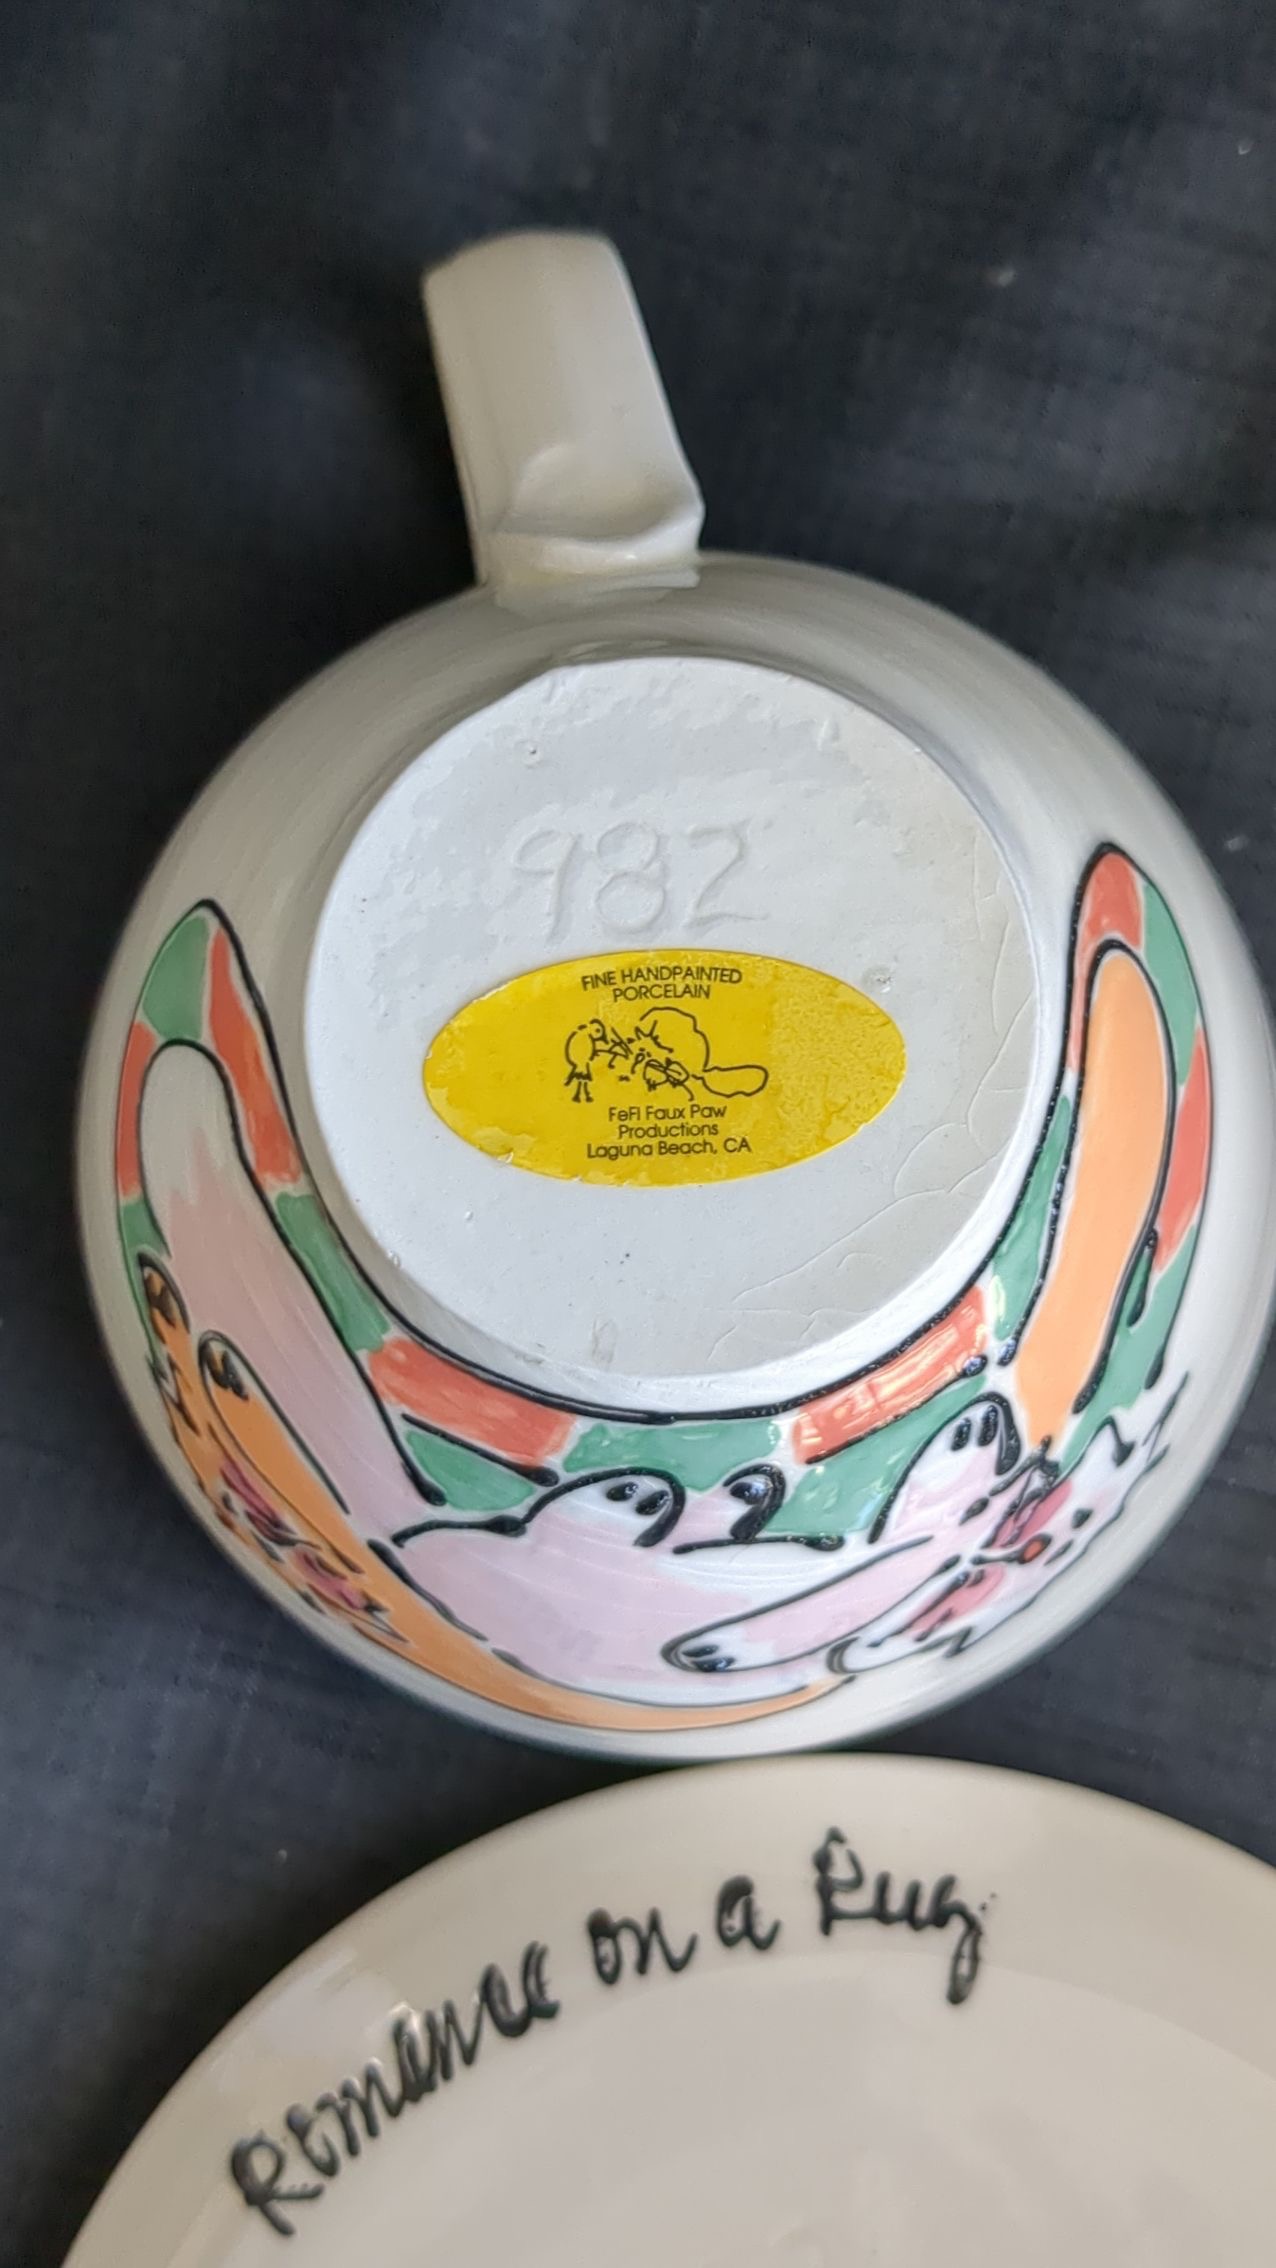 982
FINE HANDPAINTED
PORCELAIN
FeFi Faux Paw
Productions
Laguna Beach, CA
Romance on a Rug